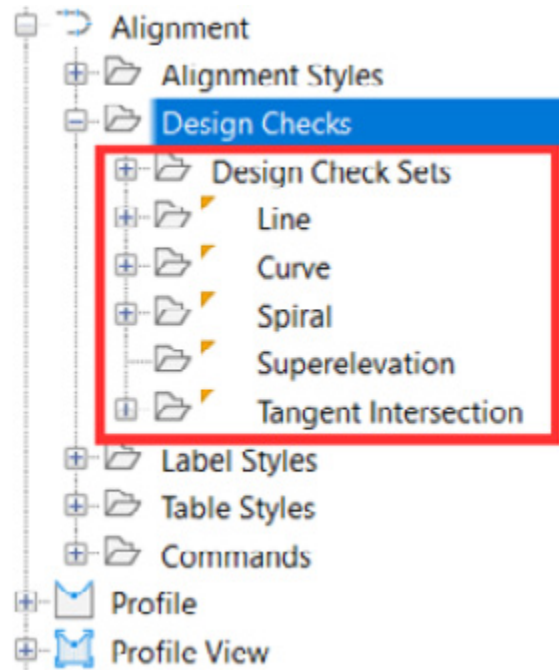 Alignment
Alignment Styles
Design Checks
Design Check Sets
Line
Curve
Spiral
Superelevation
Tangent Intersection
Label Styles
Table Styles
Commands
Profile
Profile View